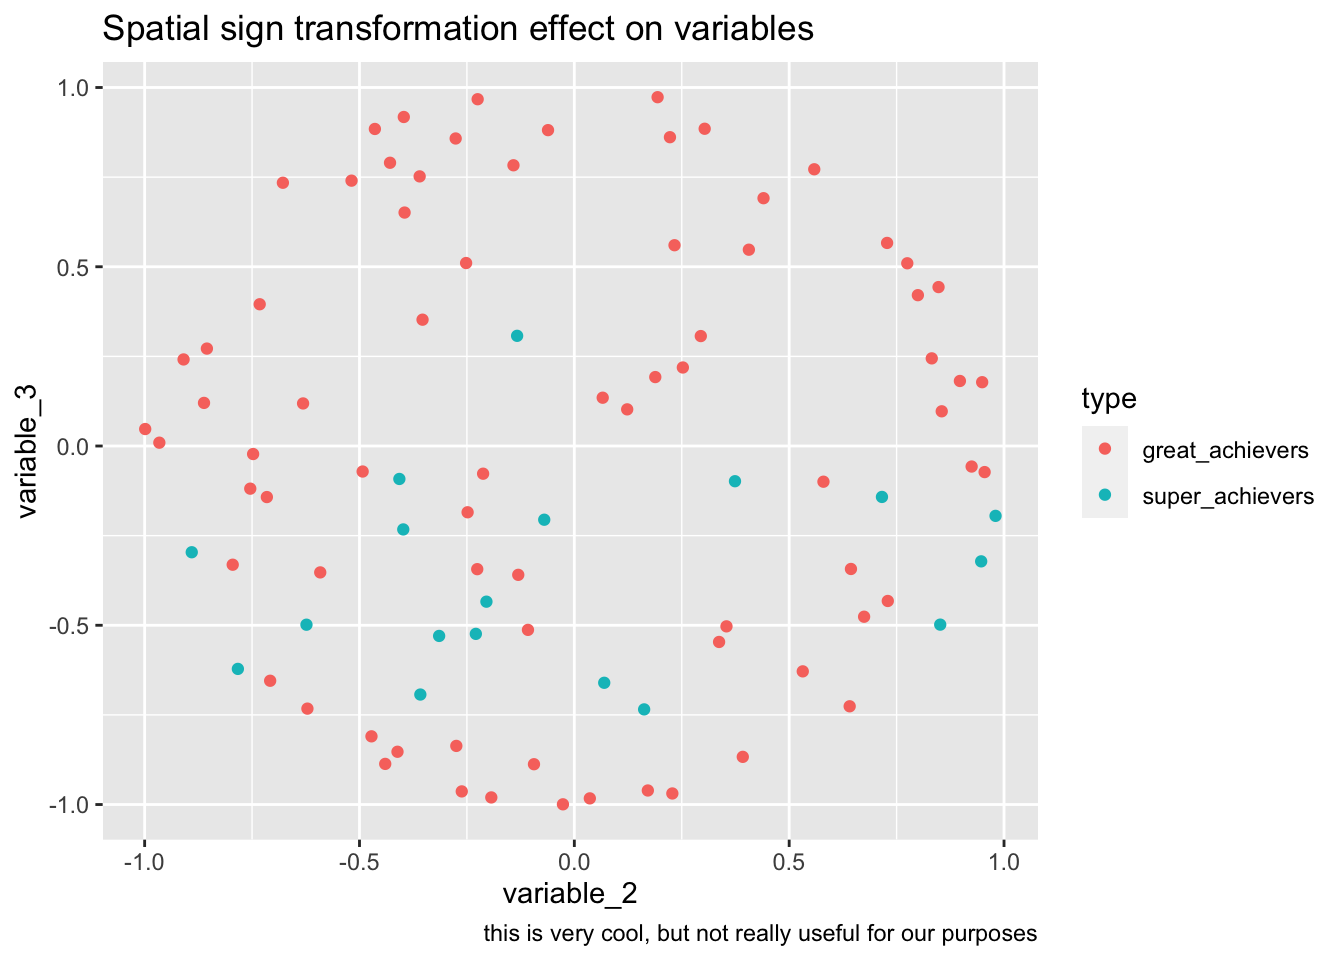 Spatial sign transformation effect on variables
1.0
0.5
0.0
-0.5
-1.0
variable_3
-1.0 -0.5 0.0 0.5 1.0
variable_2
type
great_achievers
super_achievers
this is very cool, but not really useful for our purposes